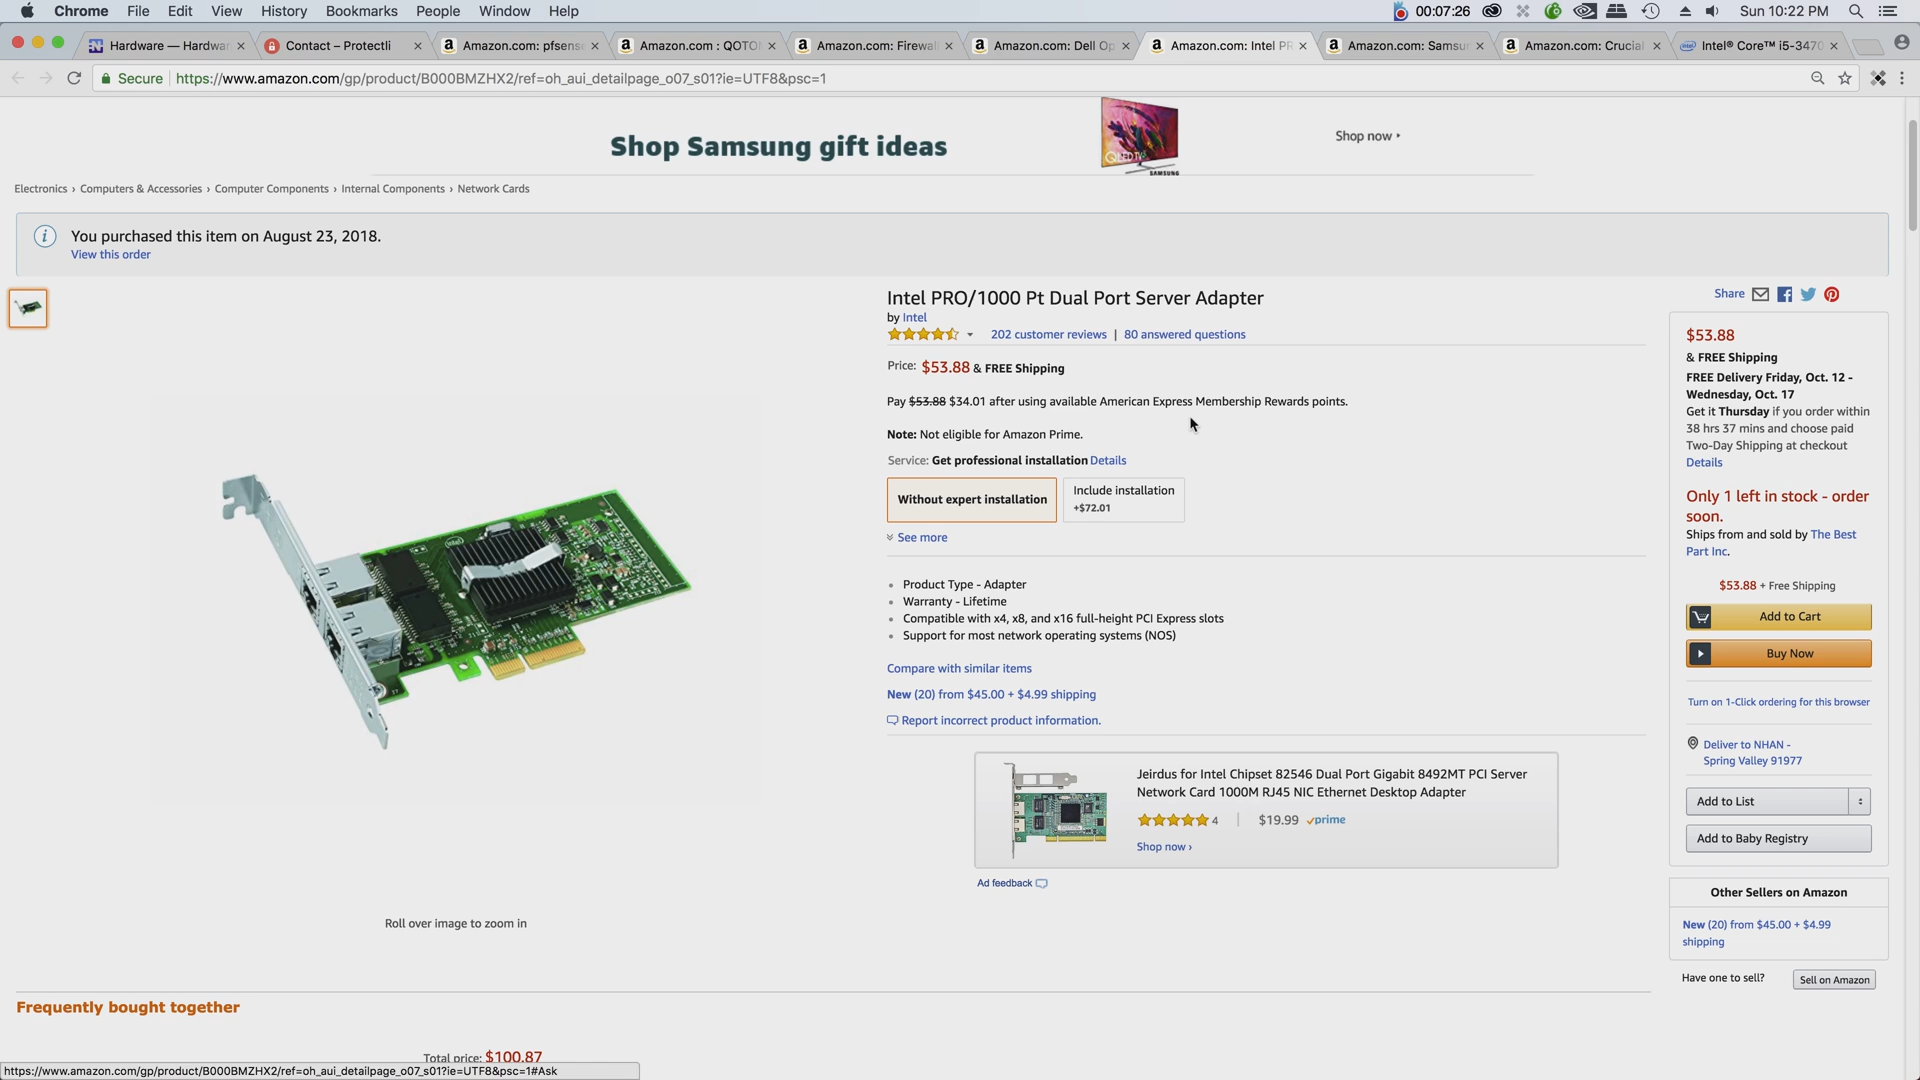 Chrome File Edit View History Bookmarks People Window Help 00:07:26 Sun 10:22 PM
Hardware — Hardwar Contact – Protectli Amazon.com: pfsense Amazon.com : QOTO Amazon.com: Firewal Amazon.com: Dell Op Amazon.com: Intel PR Amazon.com: Samsu Amazon.com: Crucial Intel® Core™ i5-3470
Secure https://www.amazon.com/gp/product/B000BMZHX2/ref=oh_aui_detailpage_o07_s01?ie=UTF8&psc=1
Shop Samsung gift ideas
QLED TV
SAMSUNG
Shop now
Electronics › Computers & Accessories › Computer Components › Internal Components › Network Cards
You purchased this item on August 23, 2018.
View this order
Intel PRO/1000 Pt Dual Port Server Adapter
by Intel
202 customer reviews | 80 answered questions
Price: $53.88 & FREE Shipping
Pay $53.88 $34.01 after using available American Express Membership Rewards points.
Note: Not eligible for Amazon Prime.
Service: Get professional installation Details
Without expert installation
Include installation
+$72.01
See more
Product Type - Adapter
Warranty - Lifetime
Compatible with x4, x8, and x16 full-height PCI Express slots
Support for most network operating systems (NOS)
Compare with similar items
New (20) from $45.00 + $4.99 shipping
Report incorrect product information.
Jeirdus for Intel Chipset 82546 Dual Port Gigabit 8492MT PCI Server
Network Card 1000M RJ45 NIC Ethernet Desktop Adapter
4 | $19.99 prime
Shop now ›
Ad feedback
Roll over image to zoom in
Share
$53.88
& FREE Shipping
FREE Delivery Friday, Oct. 12 -
Wednesday, Oct. 17
Get it Thursday if you order within
38 hrs 37 mins and choose paid
Two-Day Shipping at checkout
Details
Only 1 left in stock - order
soon.
Ships from and sold by The Best
Part Inc.
$53.88 + Free Shipping
Add to Cart
Buy Now
Turn on 1-Click ordering for this browser
Deliver to NHAN -
Spring Valley 91977
Add to List
Add to Baby Registry
Other Sellers on Amazon
New (20) from $45.00 + $4.99
shipping
Have one to sell? Sell on Amazon
Frequently bought together
Total price: $100.87
https://www.amazon.com/gp/product/B000BMZHX2/ref=oh_aui_detailpage_o07_s01?ie=UTF8&psc=1#Ask